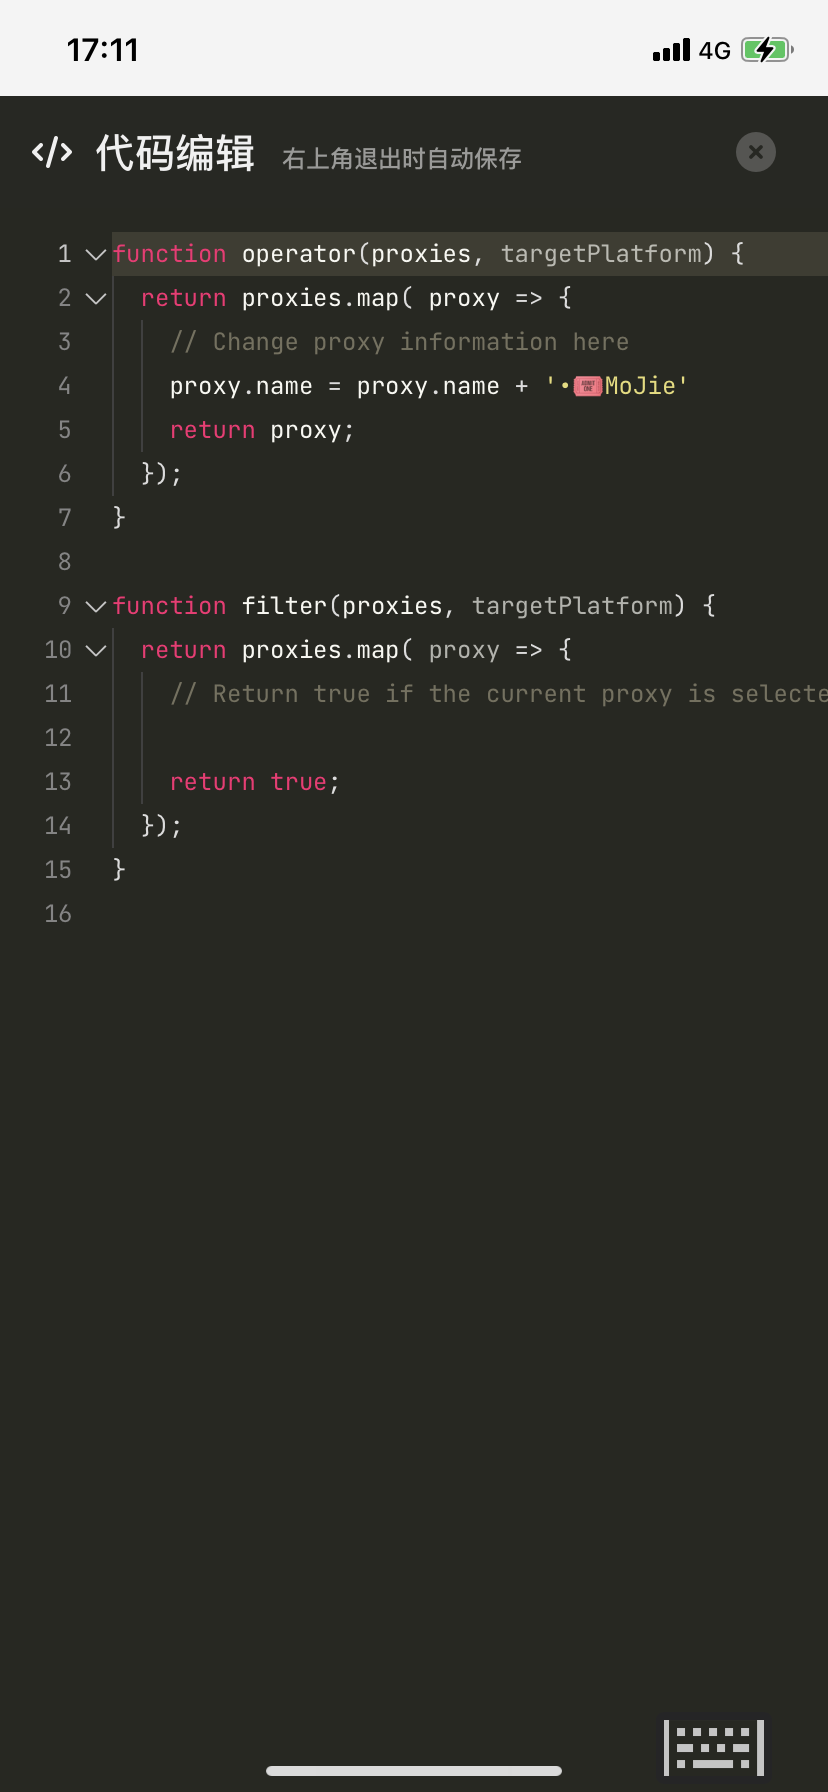 17:11 4G
</> 代码编辑 右上角退出时自动保存
1 function operator(proxies, targetPlatform) {
2 return proxies.map( proxy => {
3 // Change proxy information here
4 proxy.name = proxy.name + '•🎟MoJie'
5 return proxy;
6 });
7 }
8
9 function filter(proxies, targetPlatform) {
10 return proxies.map( proxy => {
11 // Return true if the current proxy is selecte
12
13 return true;
14 });
15 }
16